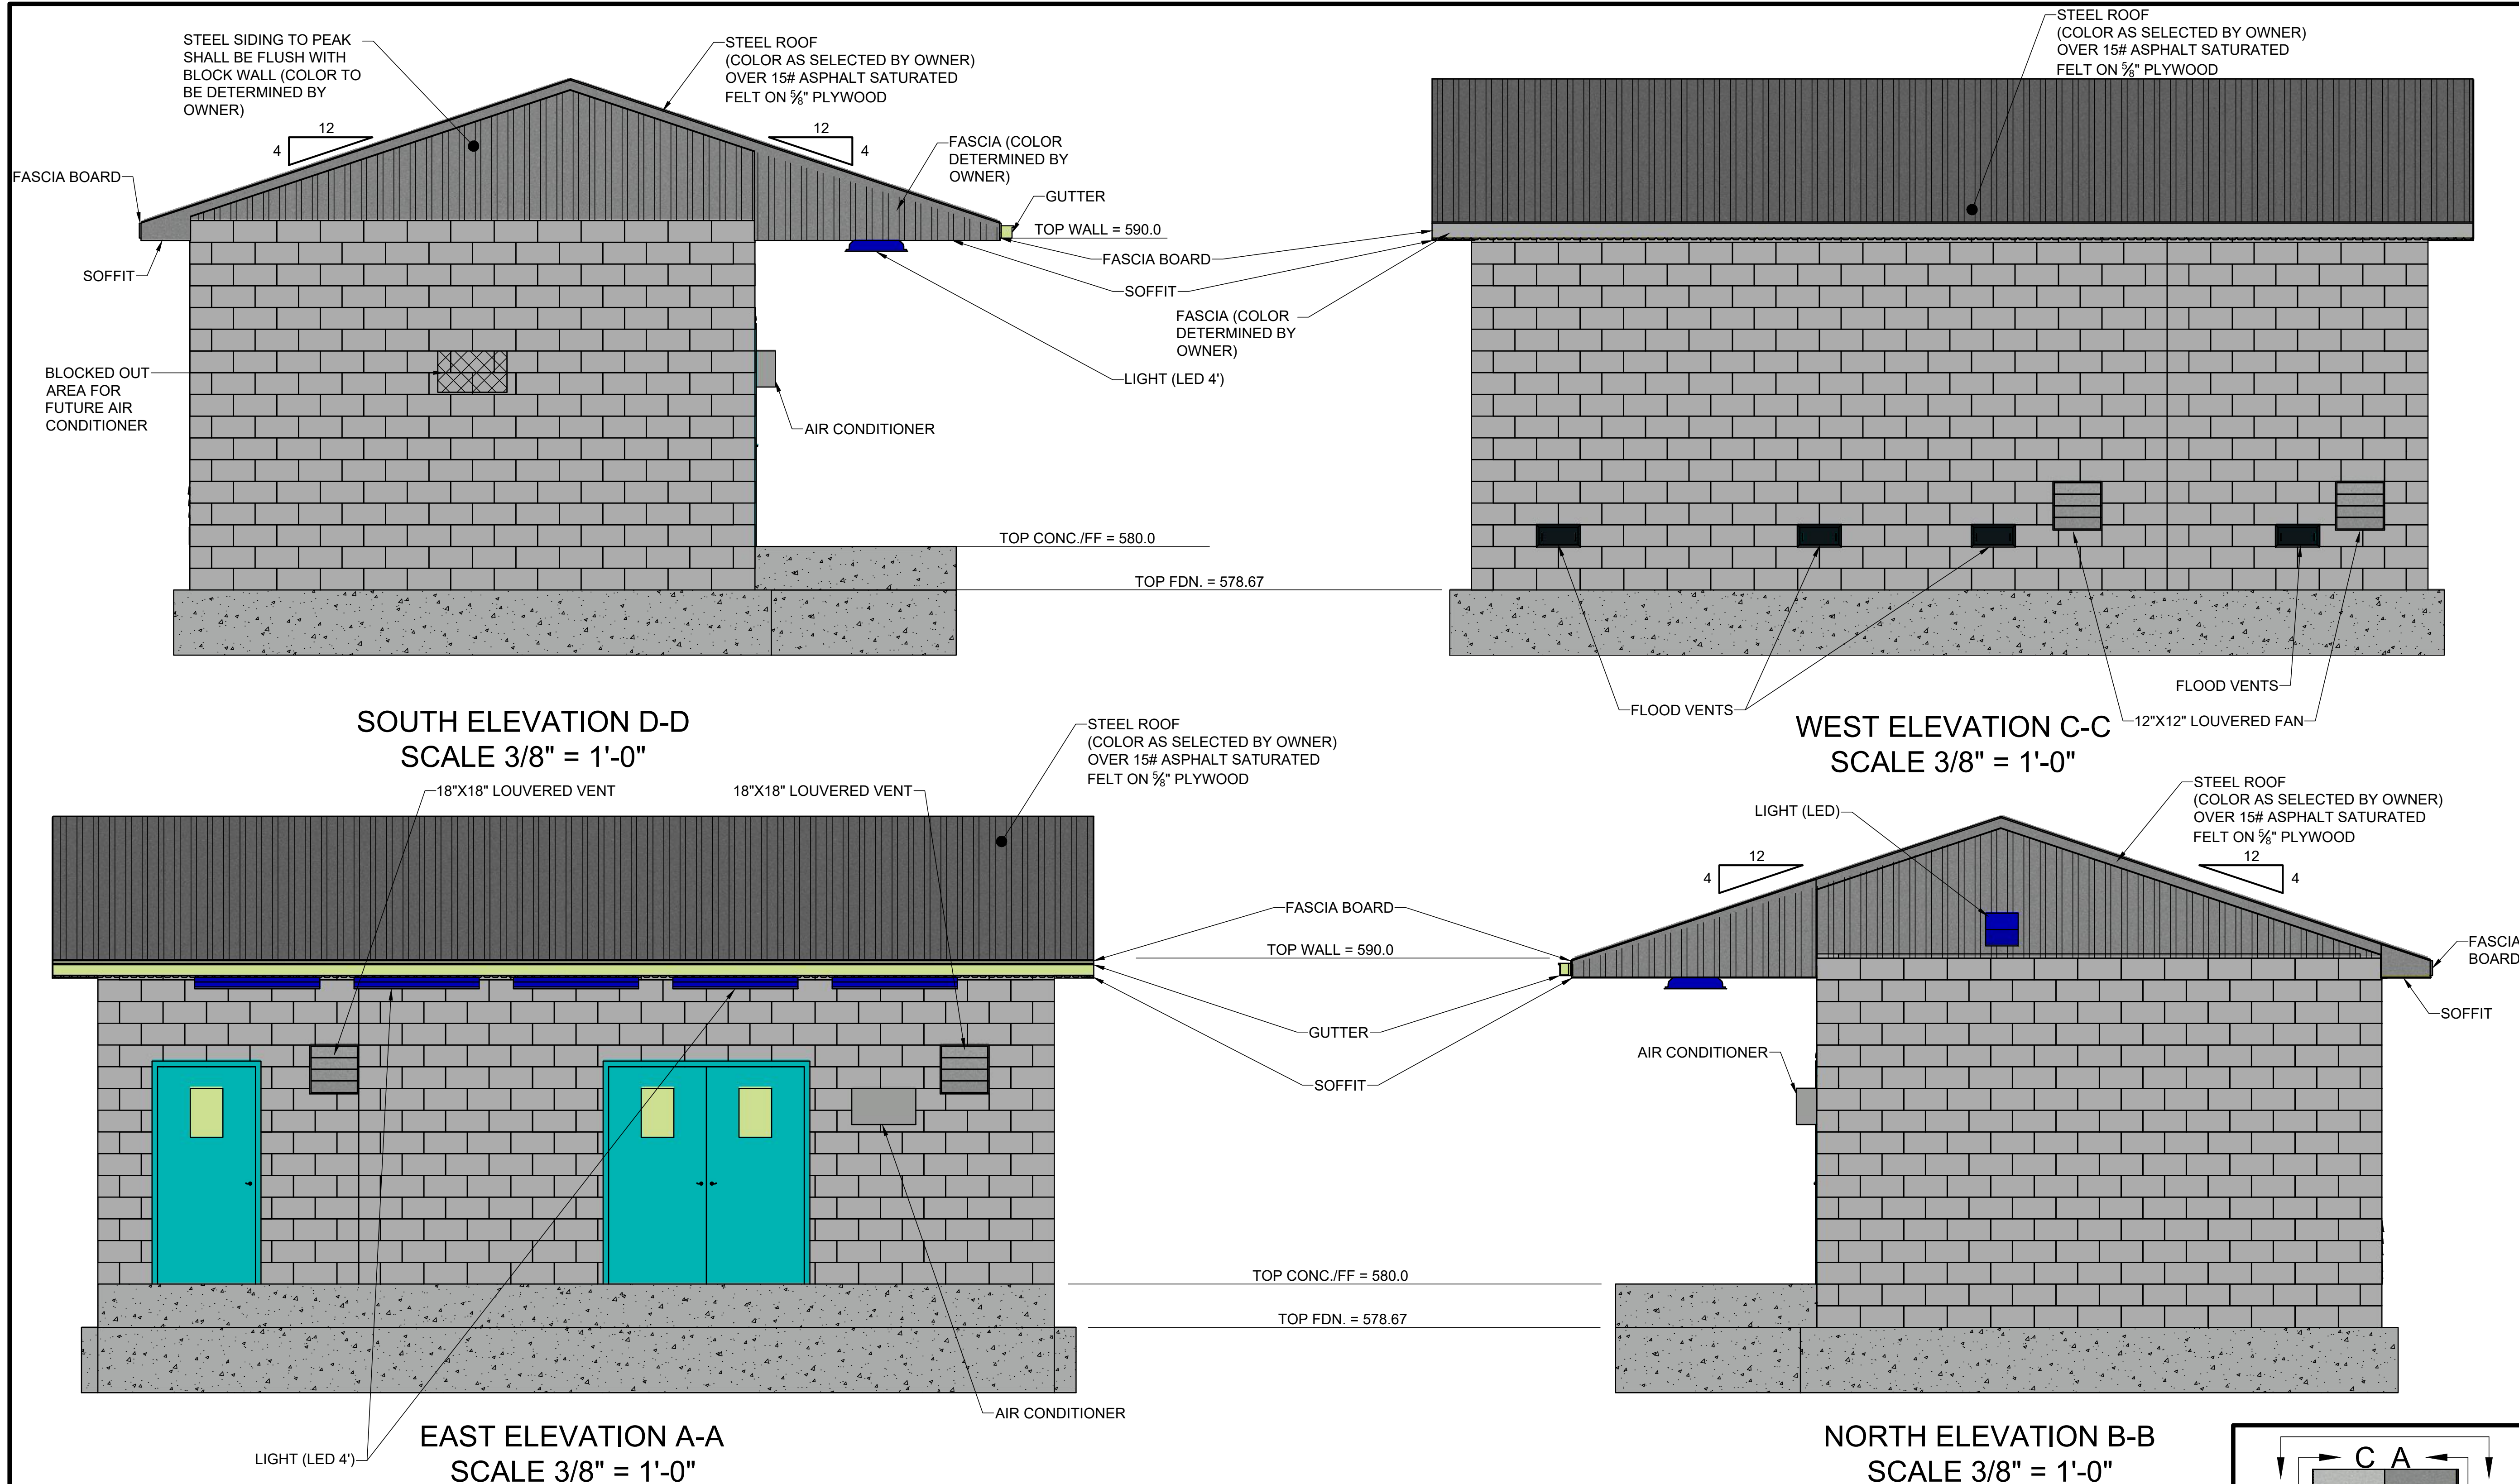 STEEL SIDING TO PEAK
SHALL BE FLUSH WITH
BLOCK WALL (COLOR TO
BE DETERMINED BY
OWNER)
STEEL ROOF
(COLOR AS SELECTED BY OWNER)
OVER 15# ASPHALT SATURATED
FELT ON ⅝" PLYWOOD
12
4
12
4
FASCIA (COLOR
DETERMINED BY
OWNER)
FASCIA BOARD
GUTTER
TOP WALL = 590.0
SOFFIT
FASCIA BOARD
SOFFIT
FASCIA (COLOR
DETERMINED BY
OWNER)
LIGHT (LED 4')
BLOCKED OUT
AREA FOR
FUTURE AIR
CONDITIONER
AIR CONDITIONER
TOP CONC./FF = 580.0
TOP FDN. = 578.67
SOUTH ELEVATION D-D
SCALE 3/8" = 1'-0"
STEEL ROOF
(COLOR AS SELECTED BY OWNER)
OVER 15# ASPHALT SATURATED
FELT ON ⅝" PLYWOOD
FLOOD VENTS
FLOOD VENTS
12"X12" LOUVERED FAN
WEST ELEVATION C-C
SCALE 3/8" = 1'-0"
STEEL ROOF
(COLOR AS SELECTED BY OWNER)
OVER 15# ASPHALT SATURATED
FELT ON ⅝" PLYWOOD
18"X18" LOUVERED VENT
18"X18" LOUVERED VENT
FASCIA BOARD
TOP WALL = 590.0
GUTTER
SOFFIT
TOP CONC./FF = 580.0
TOP FDN. = 578.67
AIR CONDITIONER
LIGHT (LED 4')
EAST ELEVATION A-A
SCALE 3/8" = 1'-0"
STEEL ROOF
(COLOR AS SELECTED BY OWNER)
OVER 15# ASPHALT SATURATED
FELT ON ⅝" PLYWOOD
LIGHT (LED)
12
4
12
4
FASCIA
BOARD
SOFFIT
AIR CONDITIONER
NORTH ELEVATION B-B
SCALE 3/8" = 1'-0"
C A